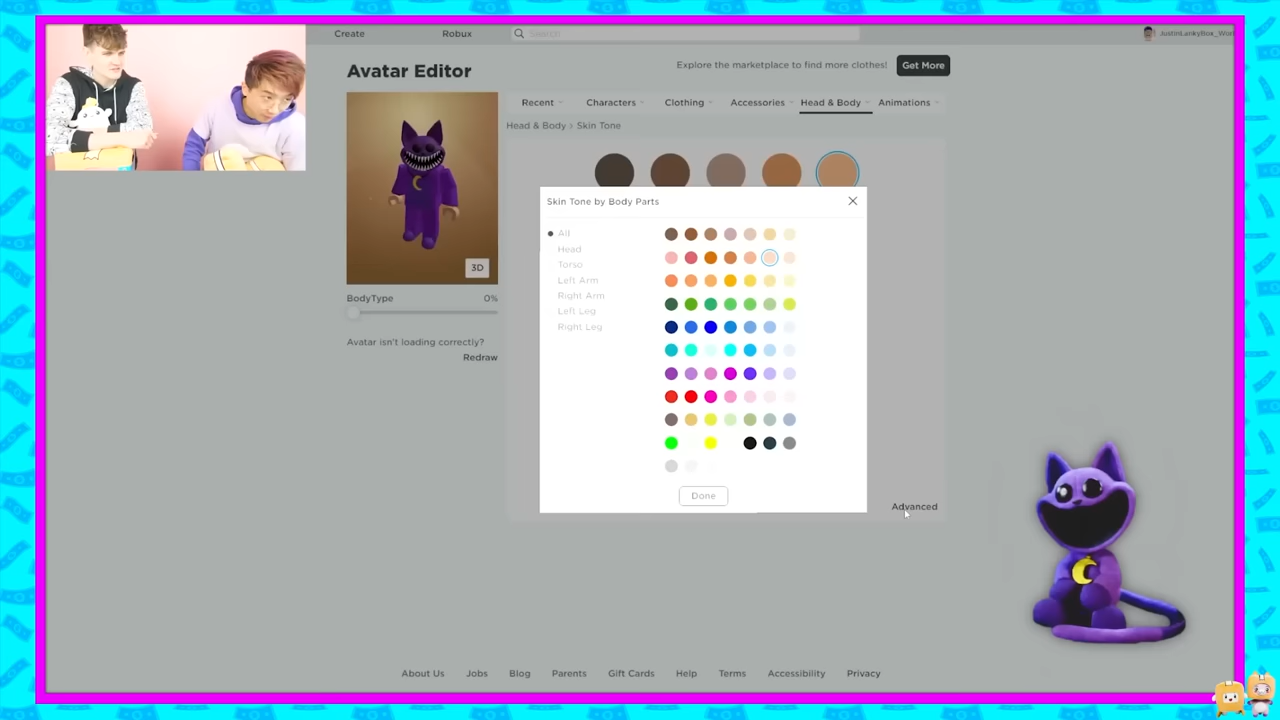 Create
Robux
Search
Avatar Editor
Explore the marketplace to find more clothes!
Get More
Recent
Characters
Clothing
Accessories
Head & Body
Animations
Head & Body > Skin Tone
3D
BodyType
0%
Avatar isn't loading correctly?
Redraw
Skin Tone by Body Parts
All
Head
Torso
Left Arm
Right Arm
Left Leg
Right Leg
Done
Advanced
About Us
Jobs
Blog
Parents
Gift Cards
Help
Terms
Accessibility
Privacy